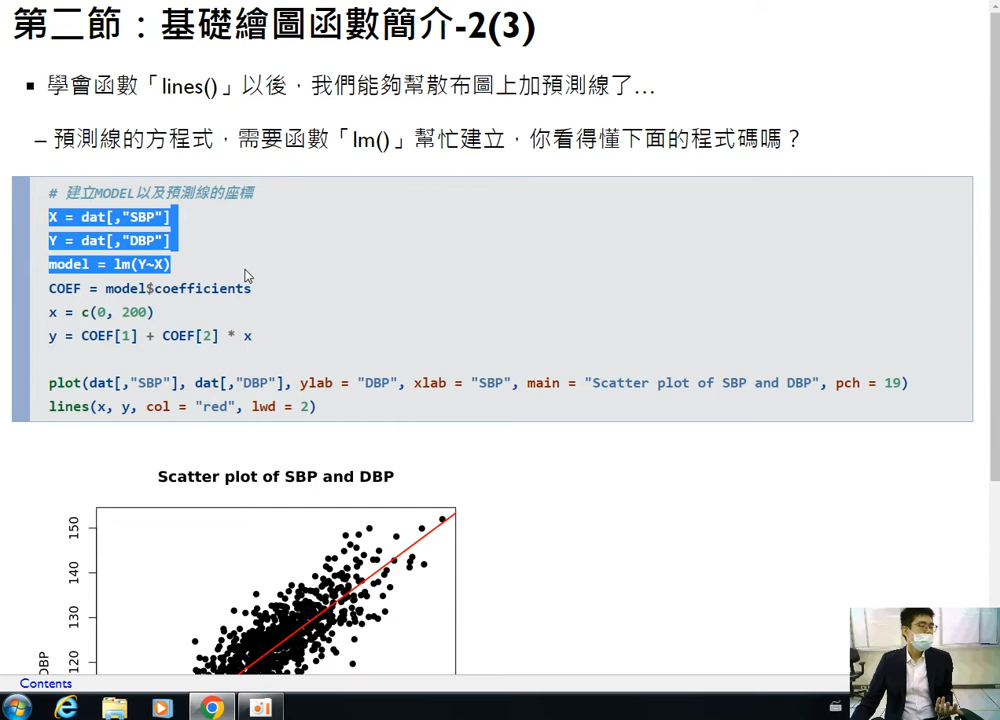 第二節：基礎繪圖函數簡介-2(3)
▪ 學會函數「lines()」以後，我們能夠幫散布圖上加預測線了…
– 預測線的方程式，需要函數「lm()」幫忙建立，你看得懂下面的程式碼嗎？
# 建立MODEL以及預測線的座標
X = dat[,"SBP"]
Y = dat[,"DBP"]
model = lm(Y~X)
COEF = model$coefficients
x = c(0, 200)
y = COEF[1] + COEF[2] * x
plot(dat[,"SBP"], dat[,"DBP"], ylab = "DBP", xlab = "SBP", main = "Scatter plot of SBP and DBP", pch = 19)
lines(x, y, col = "red", lwd = 2)
Scatter plot of SBP and DBP
150
140
130
120
DBP
Contents